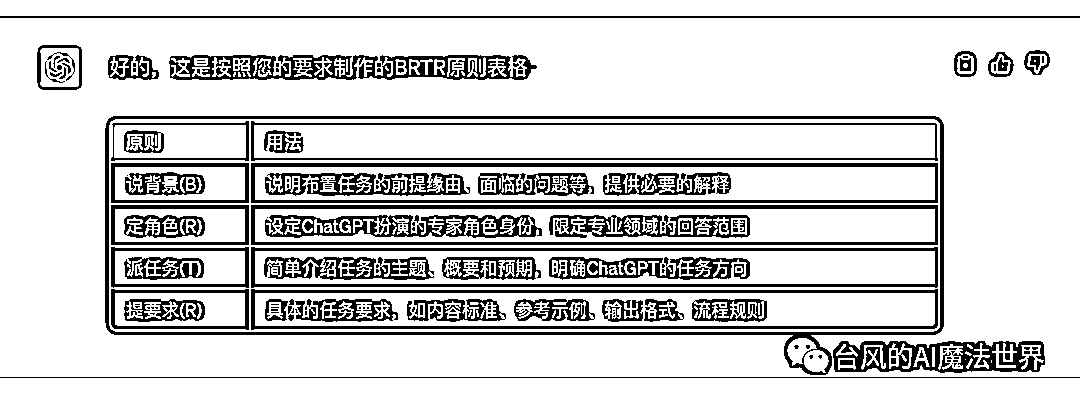 好的，这是按照您的要求制作的BRTR原则表格
原则 用法
说背景(B) 说明布置任务的前提缘由、面临的问题等，提供必要的解释
定角色(R) 设定ChatGPT扮演的专家角色身份，限定专业领域的回答范围
派任务(T) 简单介绍任务的主题、概要和预期，明确ChatGPT的任务方向
提要求(R) 具体的任务要求，如内容标准、参考示例、输出格式、流程规则
台风的AI魔法世界